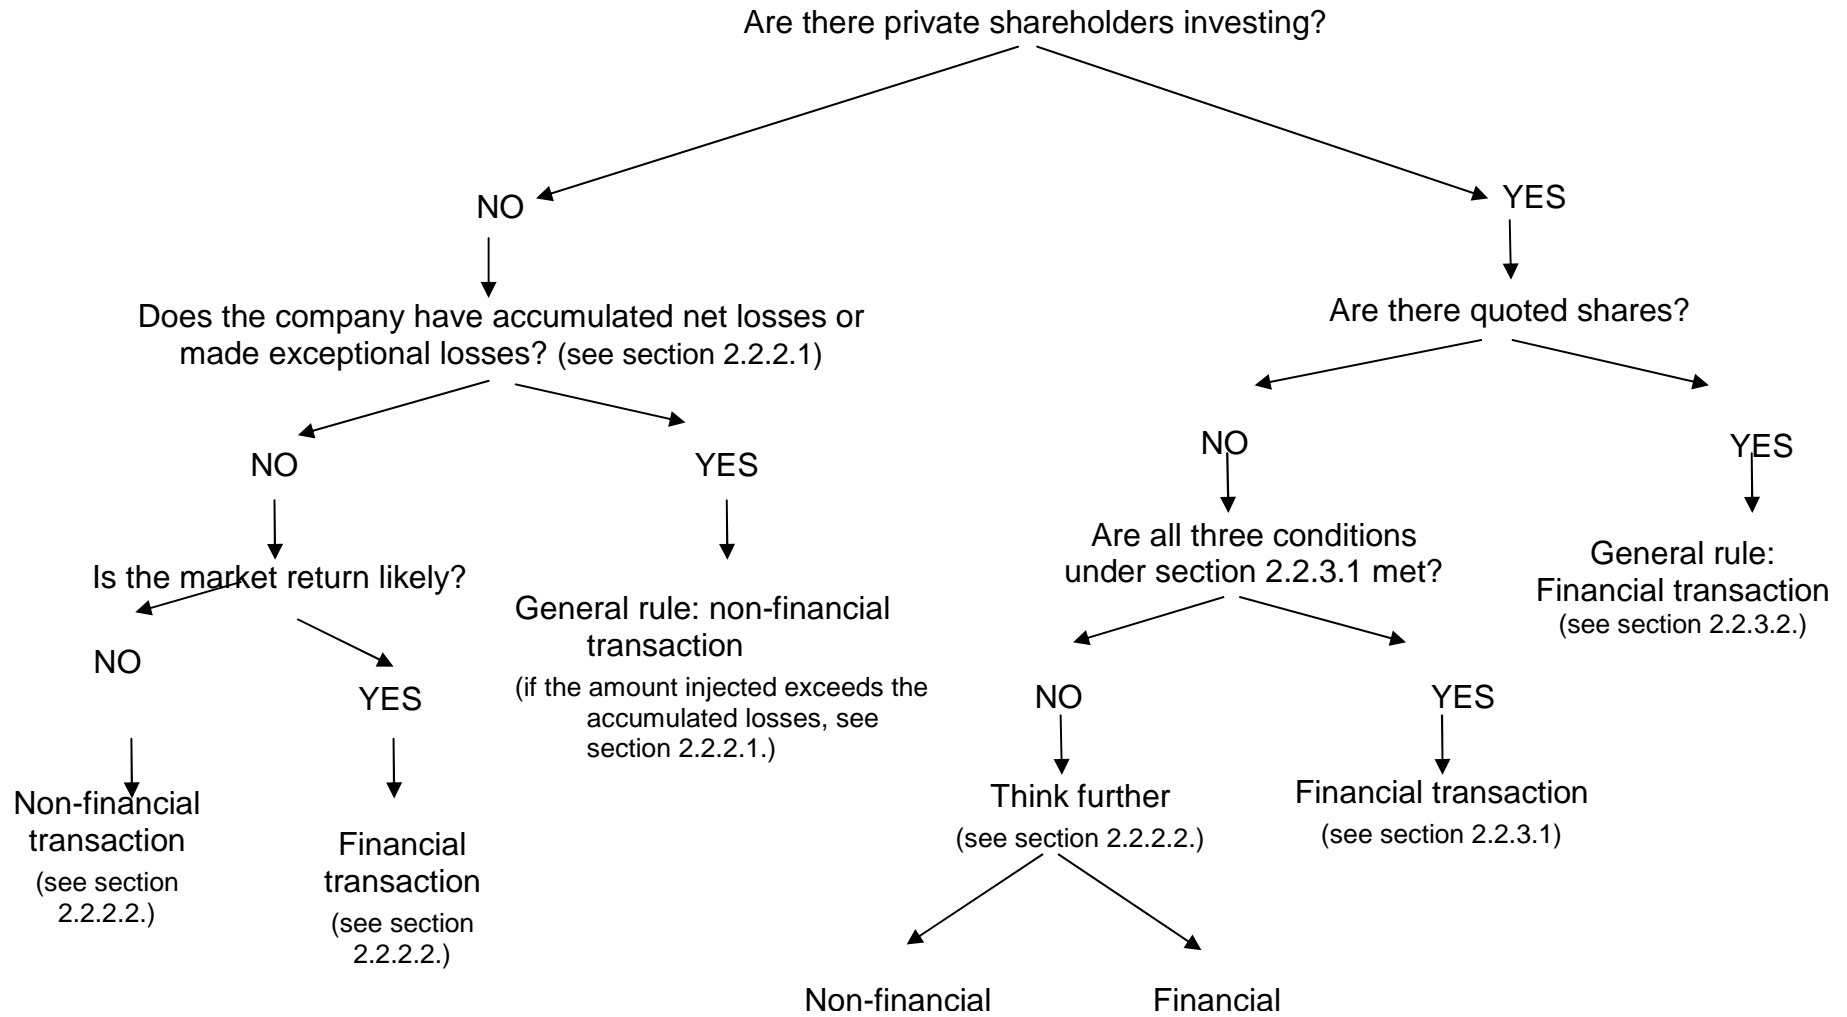 Are there private shareholders investing?
NO
YES
Does the company have accumulated net losses or
made exceptional losses? (see section 2.2.2.1)
Are there quoted shares?
NO
YES
NO
YES
Is the market return likely?
General rule: non-financial
transaction
(if the amount injected exceeds the
accumulated losses, see
section 2.2.2.1.)
Are all three conditions
under section 2.2.3.1 met?
General rule:
Financial transaction
(see section 2.2.3.2.)
NO
YES
NO
YES
Non-financial
transaction
(see section
2.2.2.2.)
Financial
transaction
(see section
2.2.2.2.)
Think further
(see section 2.2.2.2.)
Financial transaction
(see section 2.2.3.1)
Non-financial
Financial